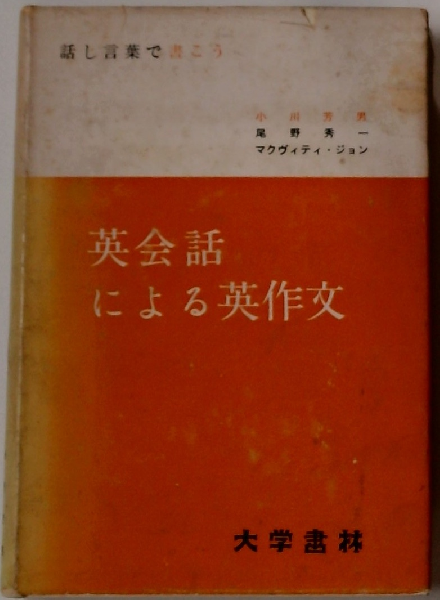 話し言葉で書こう
小川芳男
尾野秀一
マクヴィティ・ジョン
英会話
による英作文
大学書林